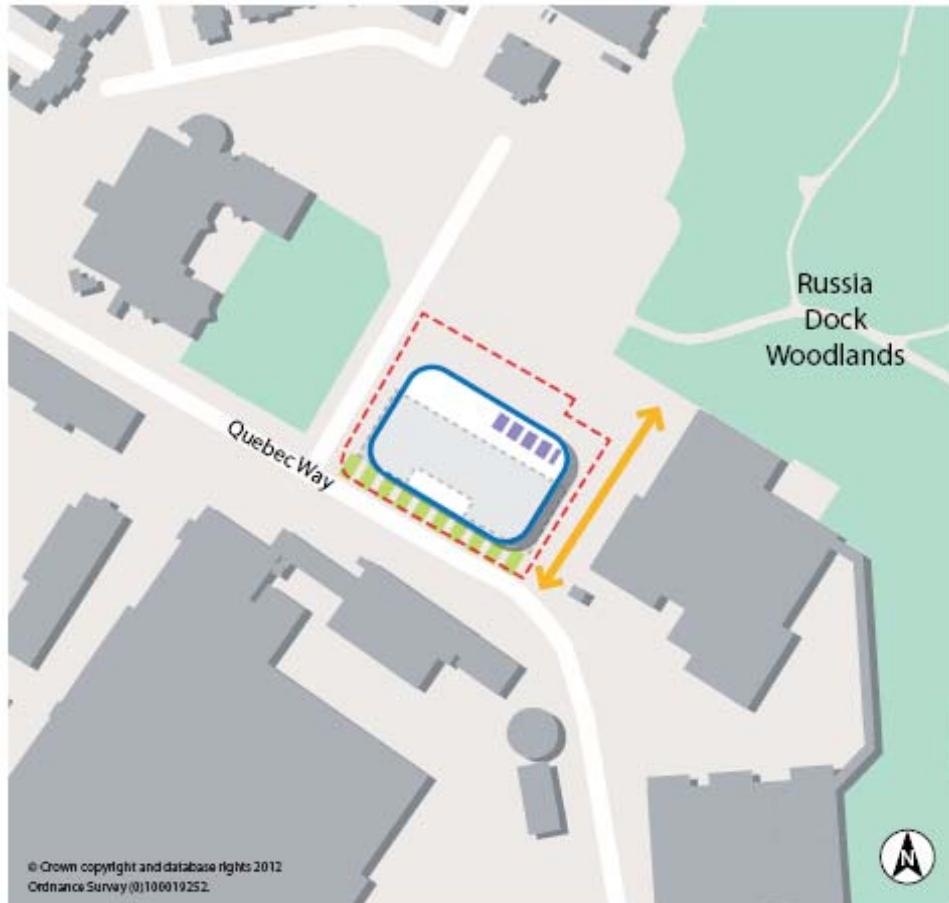 Russia
Dock
Woodlands
Quebec Way
© Crown copyright and database rights 2012
Ordnance Survey (0)100019252.
N